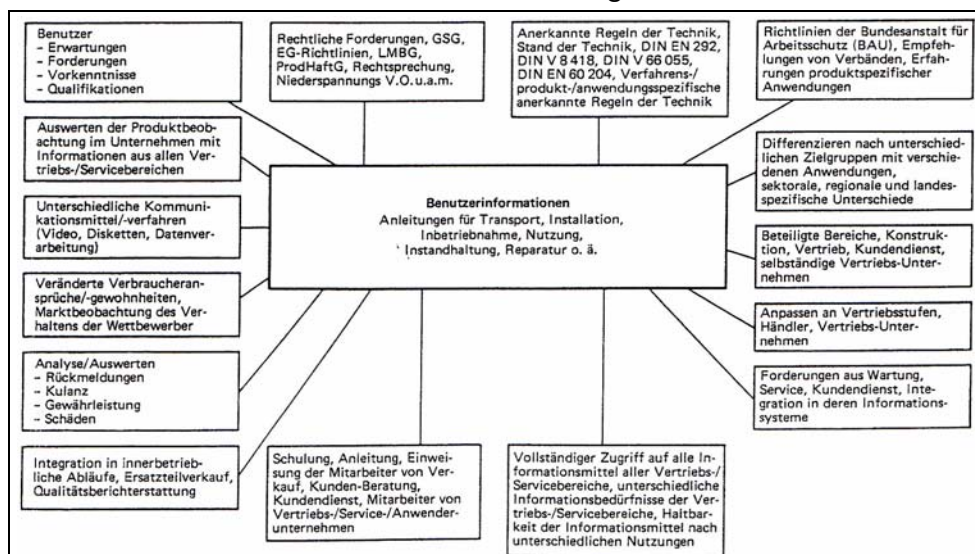 Benutzer
– Erwartungen
– Forderungen
– Vorkenntnisse
– Qualifikationen
Rechtliche Forderungen, GSG,
EG-Richtlinien, LMBG,
ProdHaftG, Rechtsprechung,
Niederspannungs V.O.u.am.
Anerkannte Regeln der Technik,
Stand der Technik, DIN EN 292,
DIN V 8 418, DIN V 66 055,
DIN EN 60 204, Verfahrens-/
produkt-/anwendungsspezifische
anerkannte Regeln der Technik
Richtlinien der Bundesanstalt für
Arbeitsschutz (BAU), Empfeh-
lungen von Verbänden, Erfah-
rungen produktspezifischer
Anwendungen
Auswerten der Produktbeob-
achtung im Unternehmen mit
Informationen aus allen Ver-
triebs-/Servicebereichen
Unterschiedliche Kommuni-
kationsmittel/-verfahren
(Video, Disketten, Datenver-
arbeitung)
Veränderte Verbraucheran-
sprüche/-gewohnheiten,
Marktbeobachtung des Ver-
haltens der Wettbewerber
Analyse/Auswerten
– Rückmeldungen
– Kulanz
– Gewährleistung
– Schäden
Integration in innerbetrieb-
liche Abläufe, Ersatzteilverkauf,
Qualitätsberichterstattung
Benutzerinformationen
Anleitungen für Transport, Installation,
Inbetriebnahme, Nutzung,
Instandhaltung, Reparatur o. ä.
Differenzieren nach unterschied-
lichen Zielgruppen mit verschie-
denen Anwendungen,
sektorale, regionale und landes-
spezifische Unterschiede
Beteiligte Bereiche, Konstruk-
tion, Vertrieb, Kundendienst,
selbständige Vertriebs-Unter-
nehmen
Anpassen an Vertriebsstufen,
Händler, Vertriebs-Unter-
nehmen
Forderungen aus Wartung,
Service, Kundendienst, Inte-
gration in deren Informations-
systeme
Schulung, Anleitung, Einwei-
sung der Mitarbeiter von Ver-
kauf, Kunden-Beratung,
Kundendienst, Mitarbeiter von
Vertriebs-/Service-/Anwender-
unternehmen
Vollständiger Zugriff auf alle In-
formationsmittel aller Vertriebs-/
Servicebereiche, unterschiedliche
Informationsbedürfnisse der Ver-
triebs-/Servicebereiche, Haltbar-
keit der Informationsmittel nach
unterschiedlichen Nutzungen